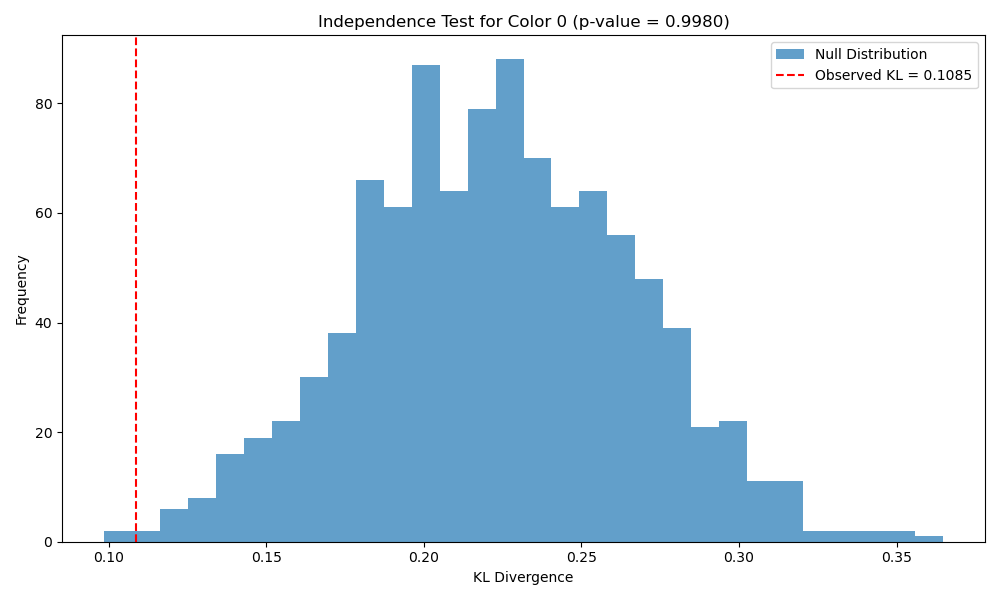 Independence Test for Color 0 (p-value = 0.9980)
Null Distribution
Observed KL = 0.1085
Frequency
80
60
40
20
0
0.10 0.15 0.20 0.25 0.30 0.35
KL Divergence